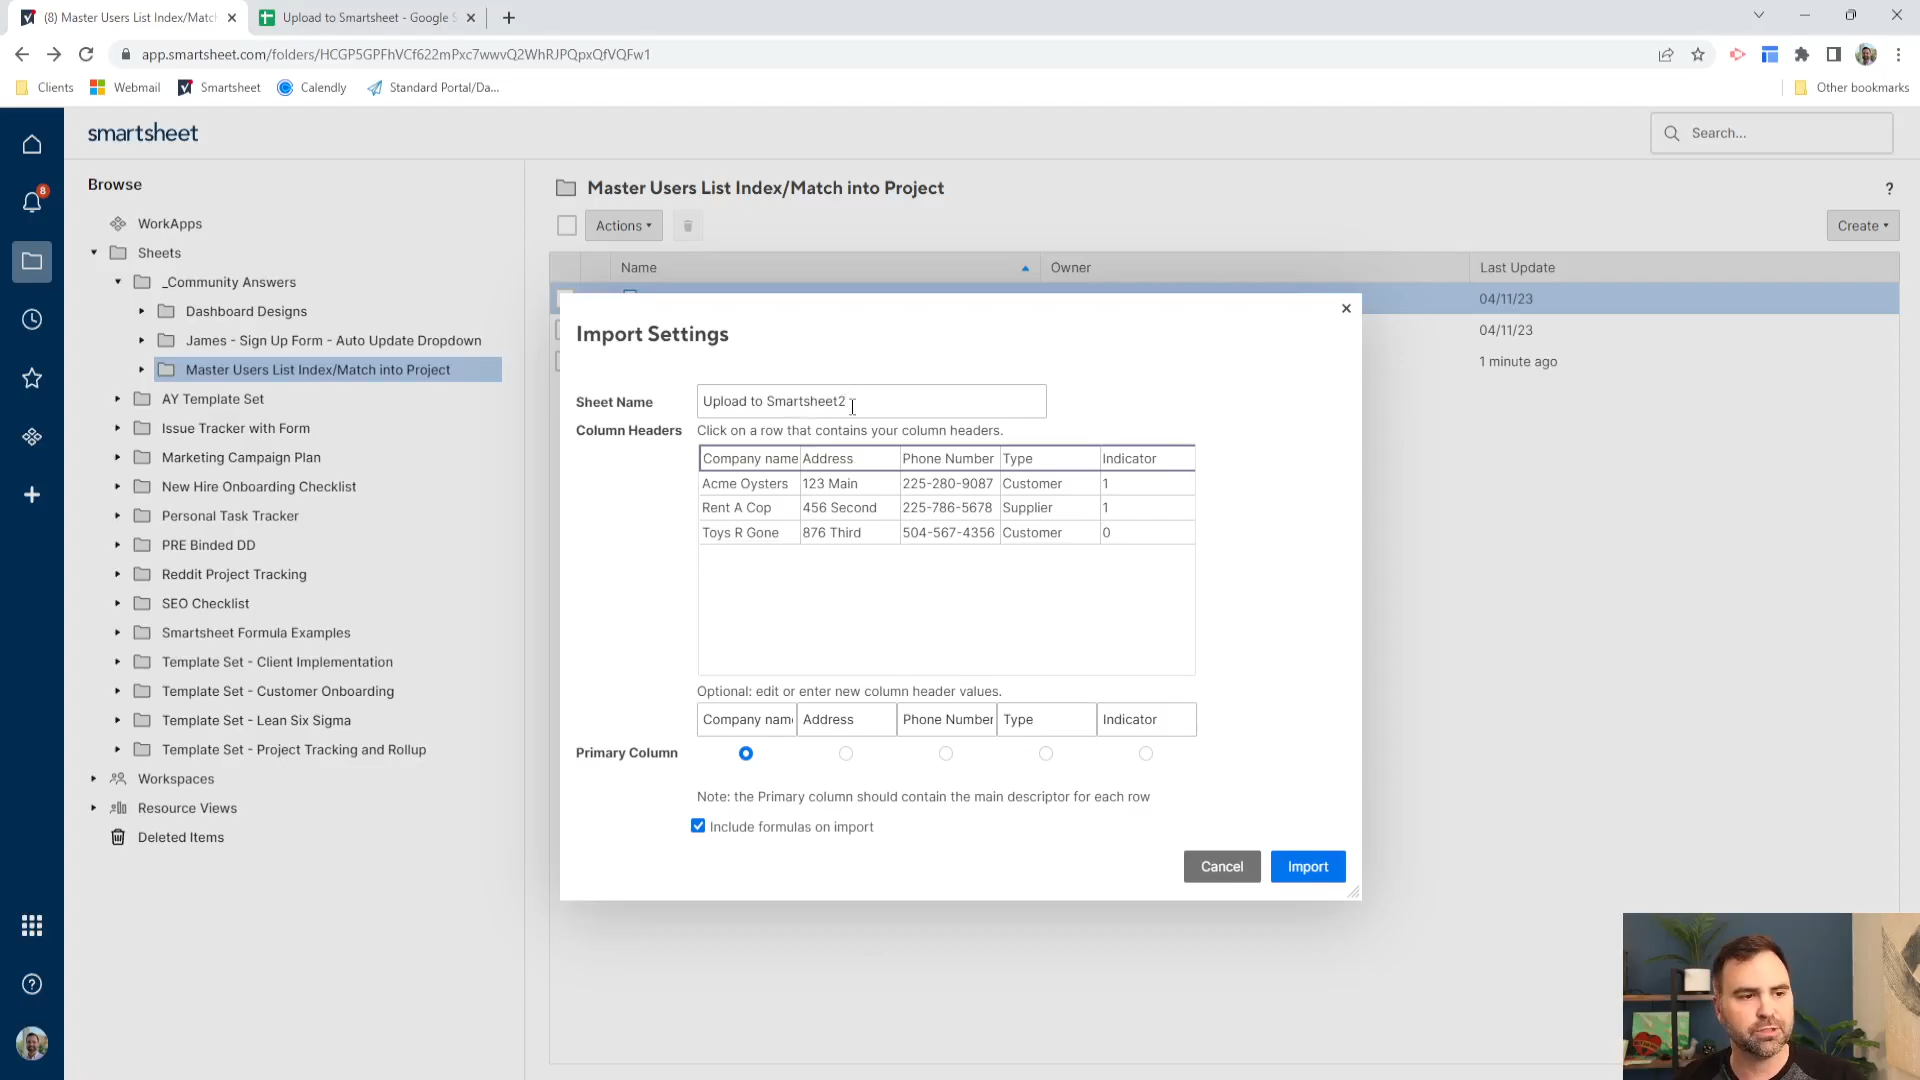 (8) Master Users List Index/Match
Upload to Smartsheet - Google S
app.smartsheet.com/folders/HCGP5GPFhVCf622mPxc7wwvQ2WhRJPQpxQfVQFw1
Clients
Webmail
Smartsheet
Calendly
Standard Portal/Da...
Other bookmarks
smartsheet
Search...
8
Browse
WorkApps
Sheets
_Community Answers
Dashboard Designs
James - Sign Up Form - Auto Update Dropdown
Master Users List Index/Match into Project
AY Template Set
Issue Tracker with Form
Marketing Campaign Plan
New Hire Onboarding Checklist
Personal Task Tracker
PRE Binded DD
Reddit Project Tracking
SEO Checklist
Smartsheet Formula Examples
Template Set - Client Implementation
Template Set - Customer Onboarding
Template Set - Lean Six Sigma
Template Set - Project Tracking and Rollup
Workspaces
Resource Views
Deleted Items
Master Users List Index/Match into Project
?
Actions
Create
Name Owner Last Update
04/11/23
04/11/23
1 minute ago
Import Settings
Sheet Name Upload to Smartsheet2
Column Headers Click on a row that contains your column headers.
Company name Address Phone Number Type Indicator
Acme Oysters 123 Main 225-280-9087 Customer 1
Rent A Cop 456 Second 225-786-5678 Supplier 1
Toys R Gone 876 Third 504-567-4356 Customer 0
Optional: edit or enter new column header values.
Company name Address Phone Number Type Indicator
Primary Column
Note: the Primary column should contain the main descriptor for each row
Include formulas on import
Cancel Import